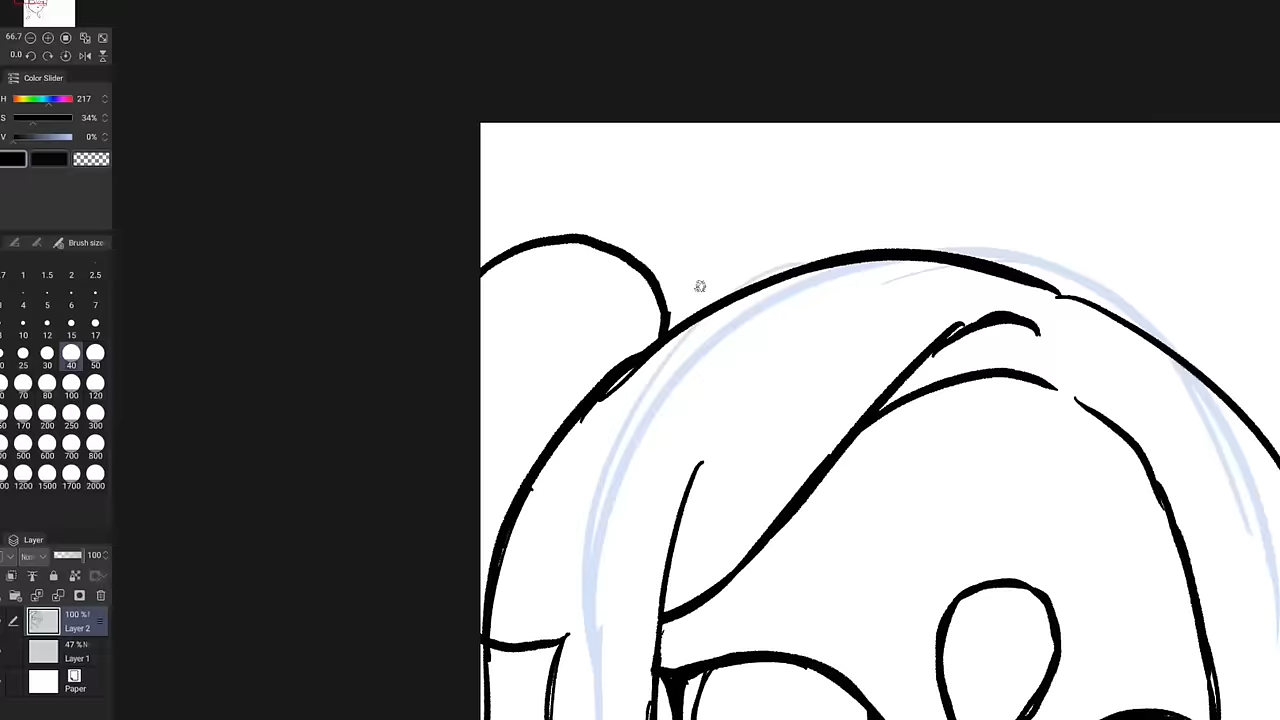 66.7
0.0
Color Slider
H 217
S 34%
V 0%
Brush size
.7 1 1.5 2 2.5
4 5 6 7
8 10 12 15 17
0 25 30 40 50
0 70 80 100 120
0 170 200 250 300
00 500 600 700 800
00 1200 1500 1700 2000
Layer
Nor 100
100 %
Layer 2
47 % N
Layer 1
Paper